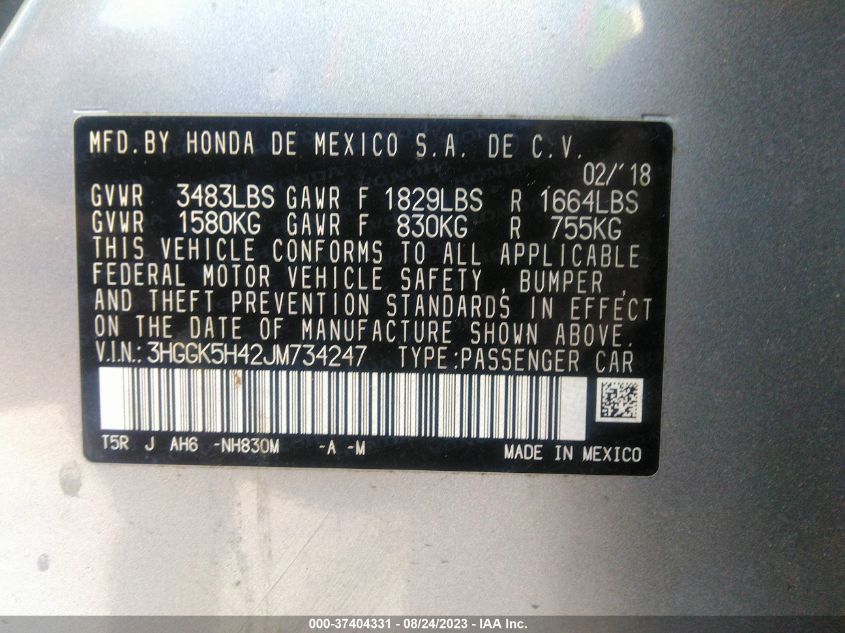 MFD.BY HONDA DE MEXICO S.A. DE C.V.
02/'18
GVWR 3483LBS GAWR F 1829LBS R 1664LBS
GVWR 1580KG GAWR F 830KG R 755KG
THIS VEHICLE CONFORMS TO ALL APPLICABLE
FEDERAL MOTOR VEHICLE SAFETY , BUMPER ,
AND THEFT PREVENTION STANDARDS IN EFFECT
ON THE DATE OF MANUFACTURE SHOWN ABOVE.
V.I.N.: 3HGGK5H42JM734247 TYPE:PASSENGER CAR
T5R J AH6 -NH830M -A -M
MADE IN MEXICO
000-37404331 - 08/24/2023 - IAA Inc.